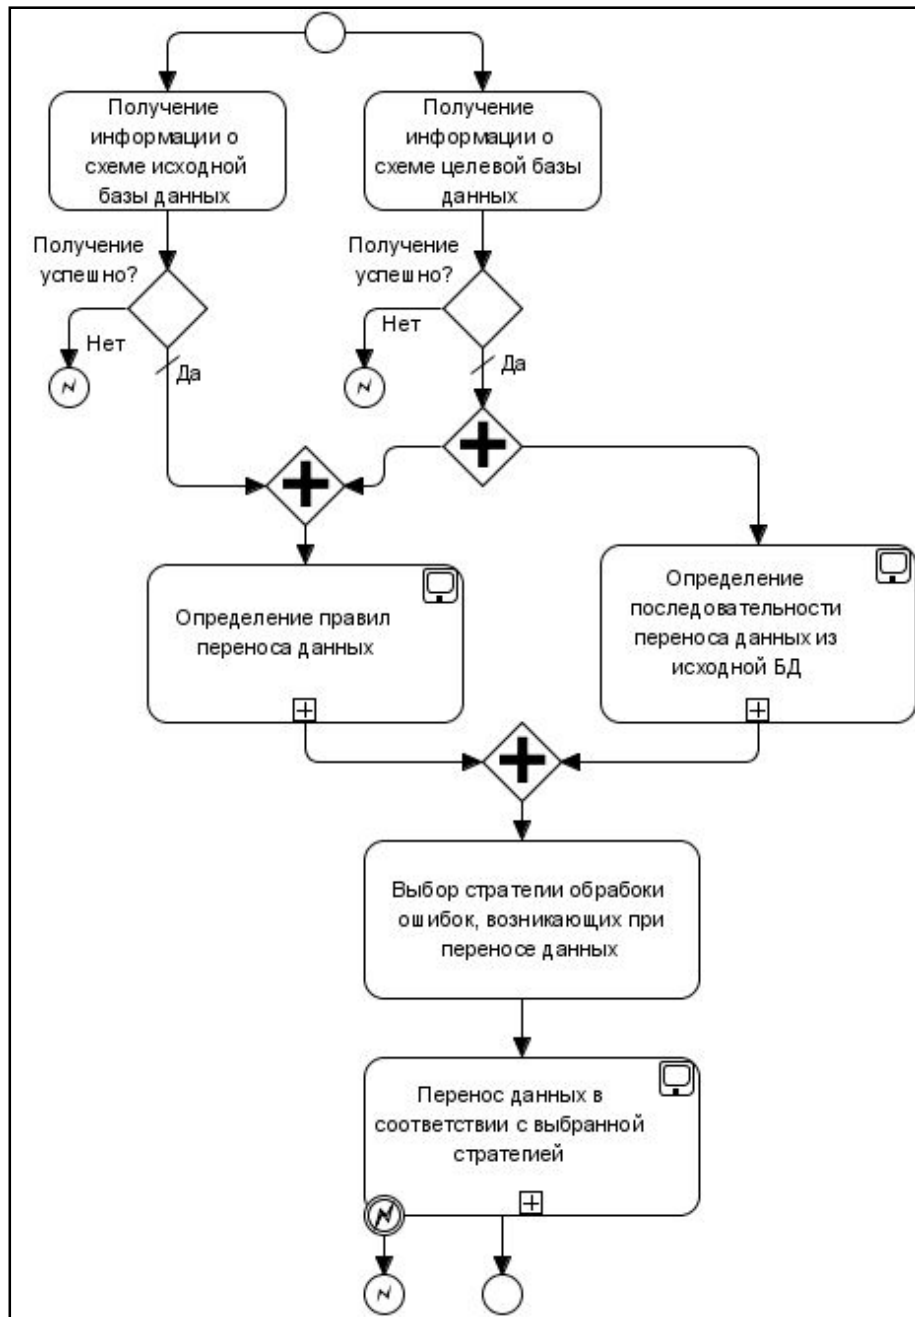 Получение
информации о
схеме исходной
базы данных
Получение
информации о
схеме целевой базы
данных
Получение
успешно?
Получение
успешно?
Нет
Да
Нет
Да
Определение правил
переноса данных
Определение
последовательности
переноса данных из
исходной БД
Выбор стратегии обрабоки
ошибок, возникающих при
переносе данных
Перенос данных в
соответствии с выбранной
стратегией